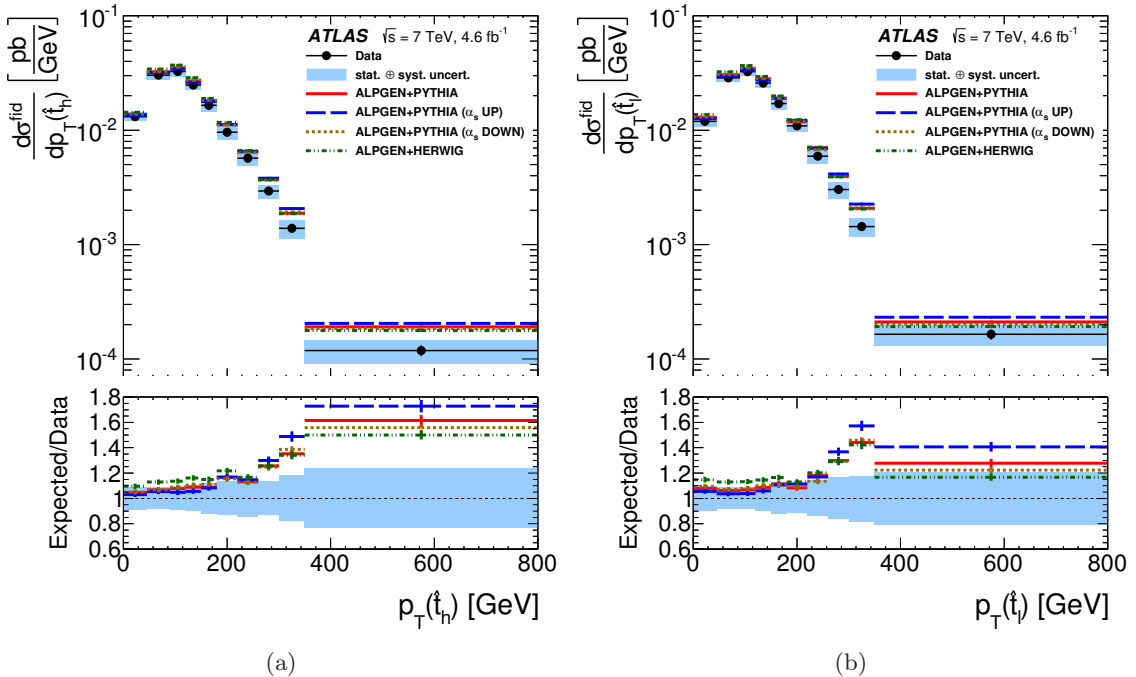 dσ^fid / dp_T(t̂_h) [pb/GeV]
10^-1
10^-2
10^-3
10^-4
ATLAS √s = 7 TeV, 4.6 fb^-1
Data
stat. ⊕ syst. uncert.
ALPGEN+PYTHIA
ALPGEN+PYTHIA (α_s UP)
ALPGEN+PYTHIA (α_s DOWN)
ALPGEN+HERWIG
Expected/Data
1.8
1.6
1.4
1.2
1
0.8
0.6
0 200 400 600 800
p_T(t̂_h) [GeV]
(a)
dσ^fid / dp_T(t̂_l) [pb/GeV]
10^-1
10^-2
10^-3
10^-4
ATLAS √s = 7 TeV, 4.6 fb^-1
Data
stat. ⊕ syst. uncert.
ALPGEN+PYTHIA
ALPGEN+PYTHIA (α_s UP)
ALPGEN+PYTHIA (α_s DOWN)
ALPGEN+HERWIG
Expected/Data
1.8
1.6
1.4
1.2
1
0.8
0.6
0 200 400 600 800
p_T(t̂_l) [GeV]
(b)